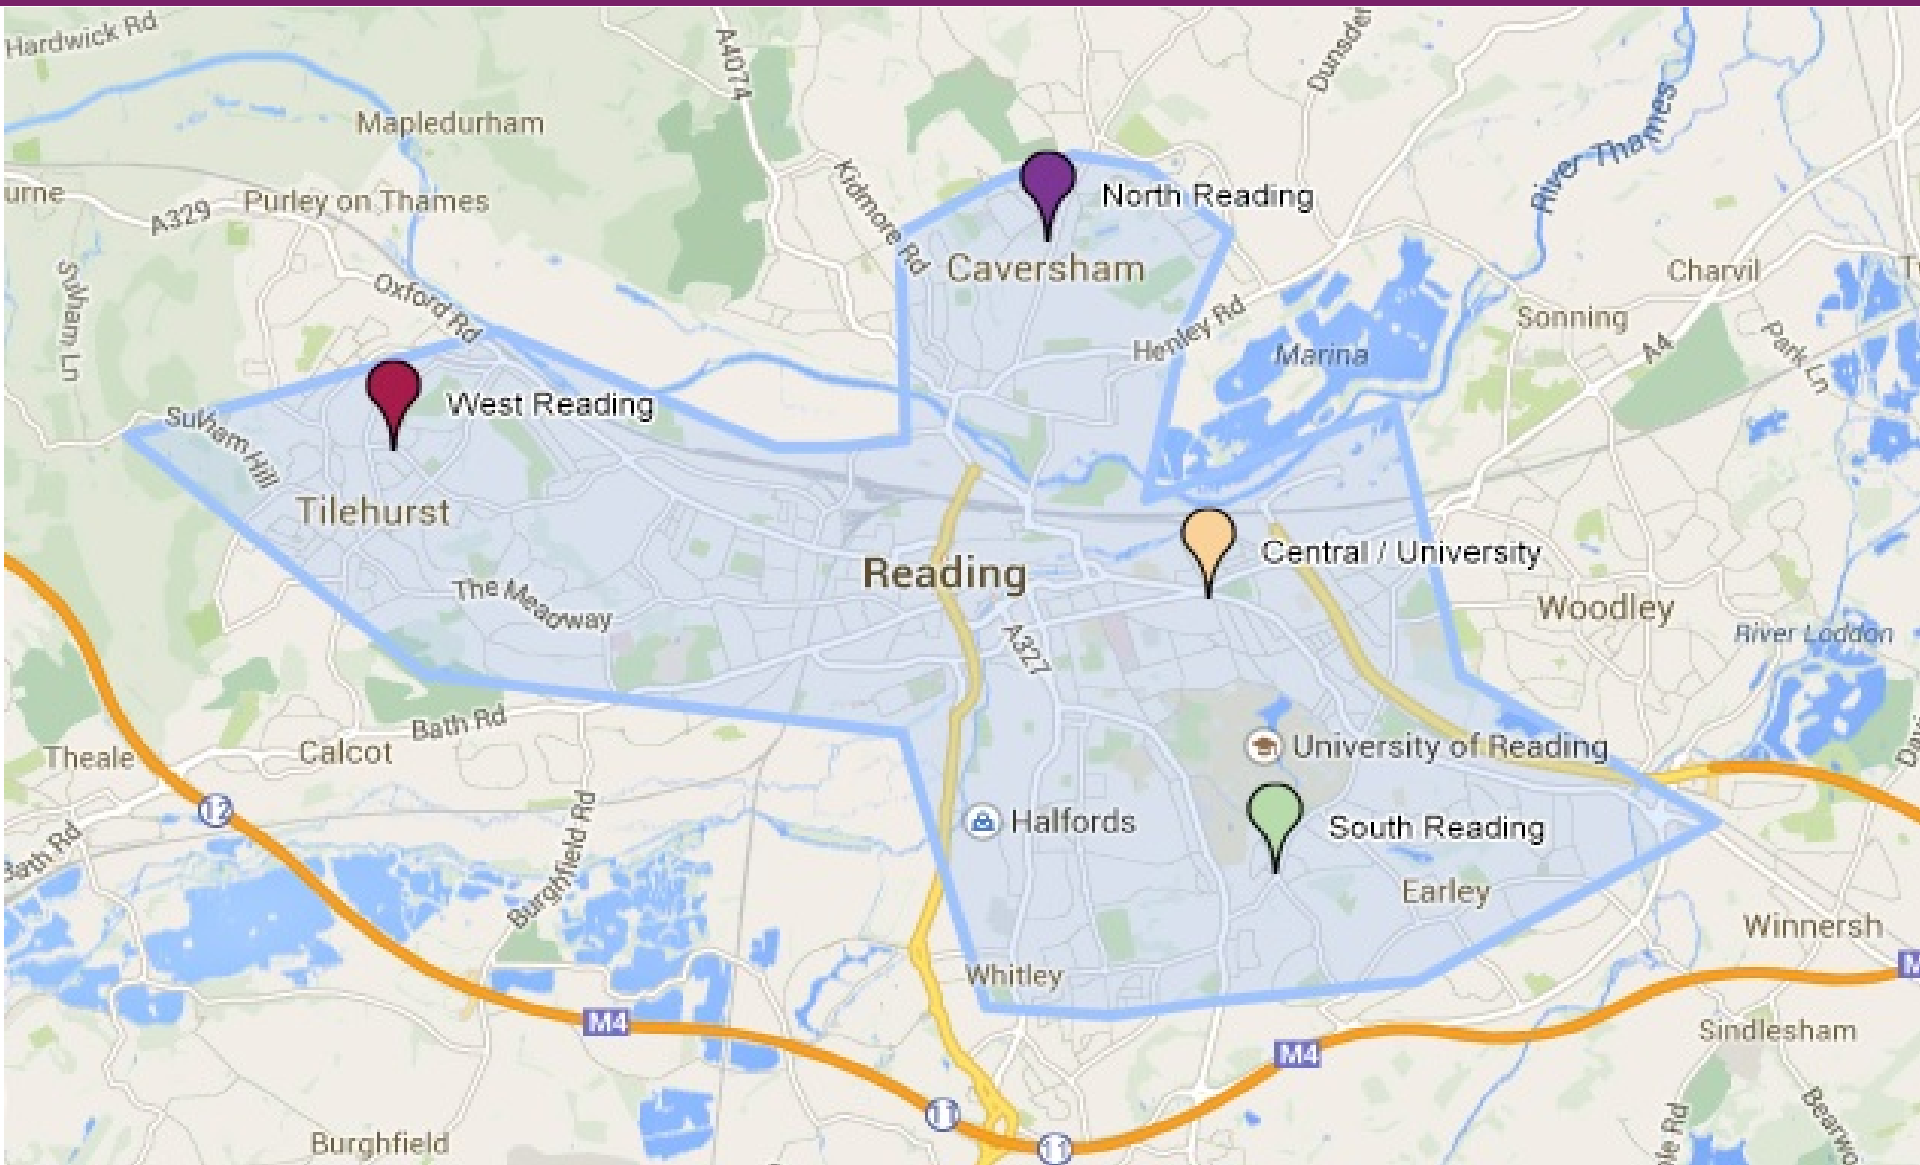 Hardwick Rd
A4074
Dunsden
Mapledurham
River Thames
Kidmore Rd
North Reading
urne
A329
Purley on Thames
Caversham
Charvil
Sulham Ln
Oxford Rd
Henley Rd
Sonning
Marina
A4
Park Ln
West Reading
Sulham Hill
Tilehurst
Central / University
Reading
The Meadway
Woodley
A327
River Loddon
Bath Rd
University of Reading
Theale
Calcot
12
Halfords
South Reading
Bath Rd
Burghfield Rd
Earley
Winnersh
Whitley
M4
M4
Sindlesham
11
11
Burghfield